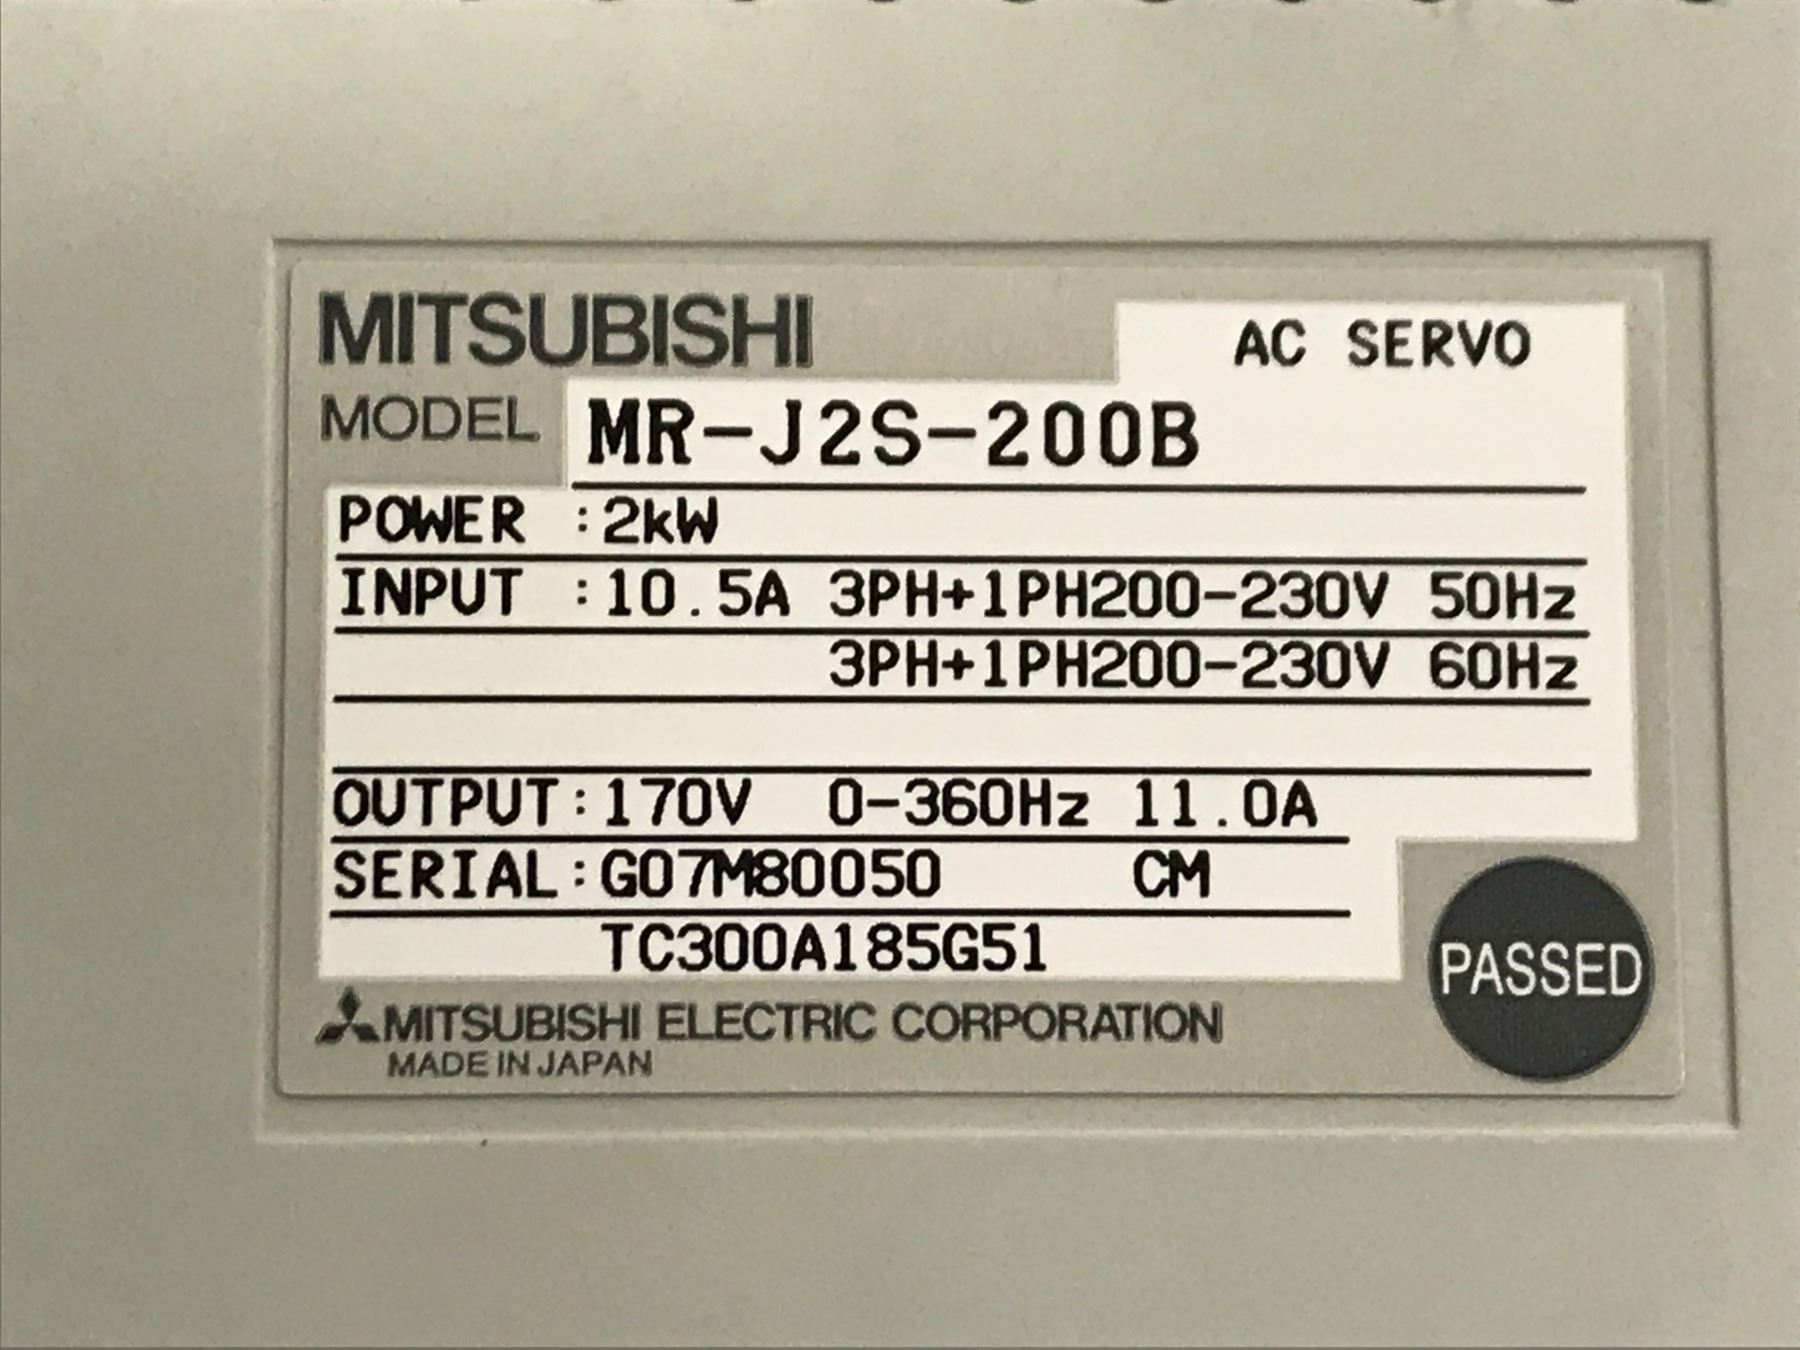 MITSUBISHI
AC SERVO
MODEL MR-J2S-200B
POWER :2kW
INPUT :10.5A 3PH+1PH200-230V 50Hz
3PH+1PH200-230V 60Hz
OUTPUT:170V 0-360Hz 11.0A
SERIAL:G07M80050 CM
TC300A185G51
PASSED
MITSUBISHI ELECTRIC CORPORATION
MADE IN JAPAN